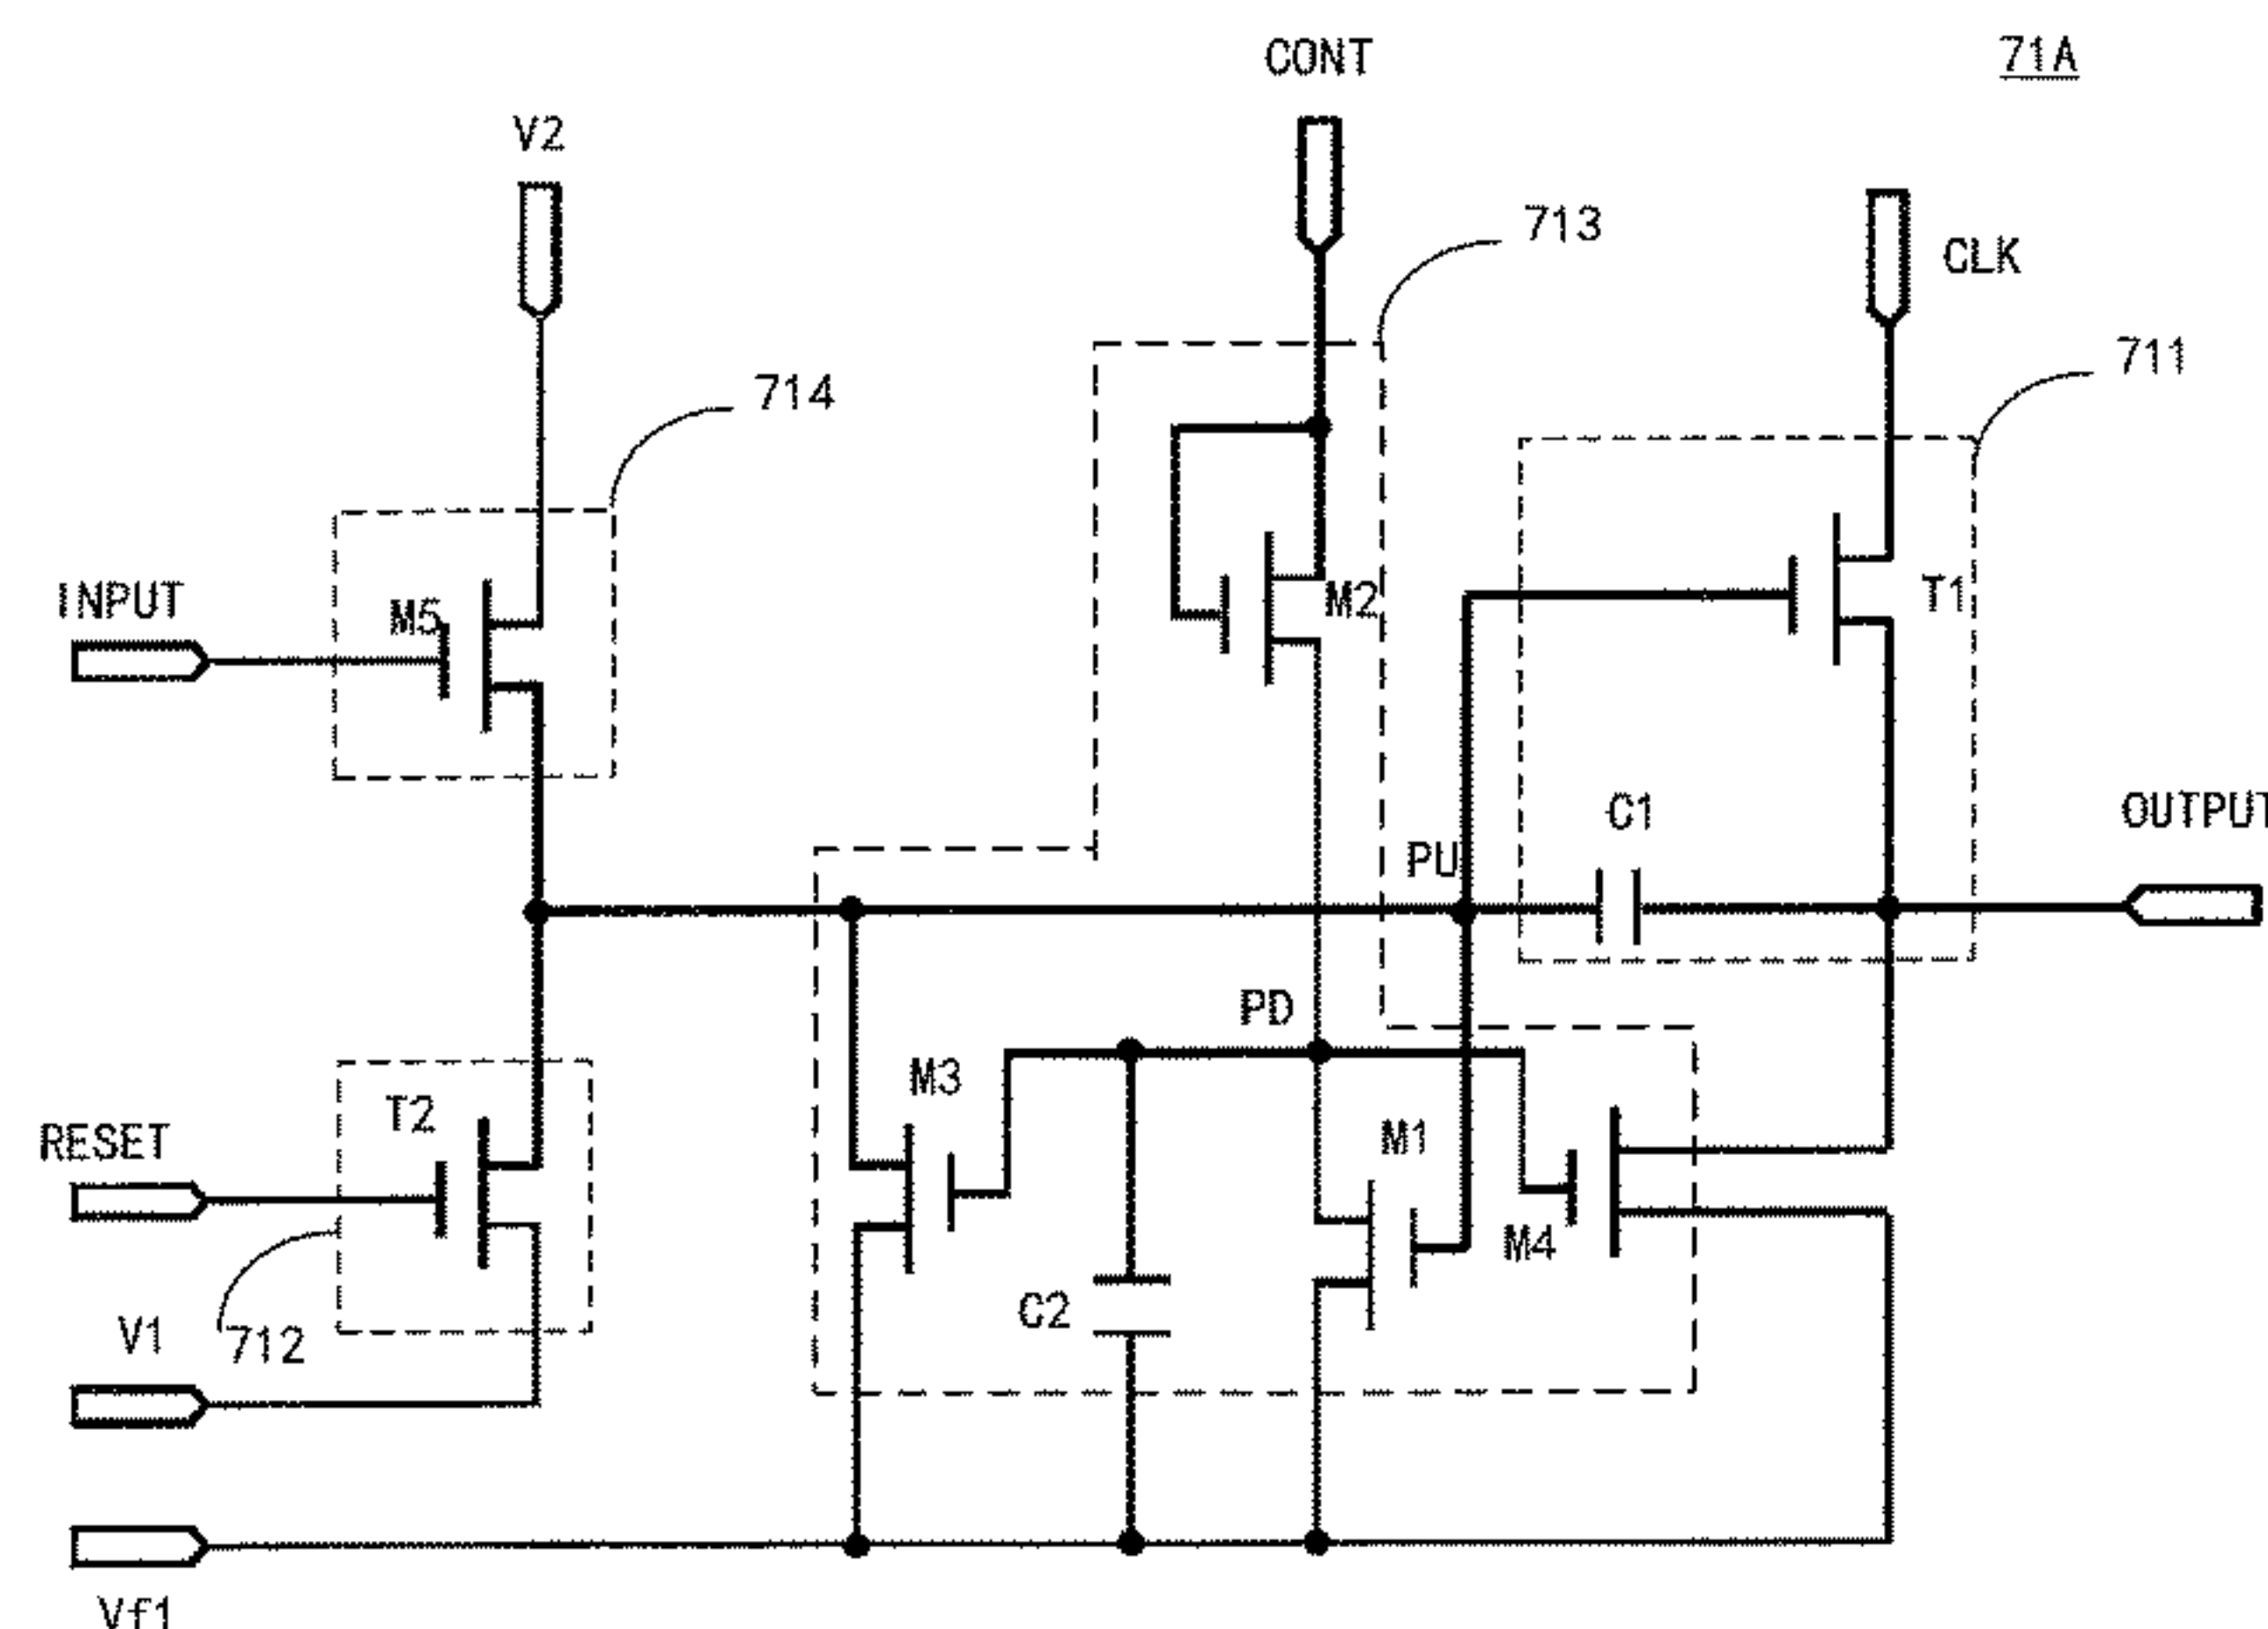 71A
CONT
V2
713
CLK
711
714
INPUT
M5
M2
T1
C1
OUTPUT
PU
PD
M3
T2
RESET
M1
M4
C2
V1
712
Vf1